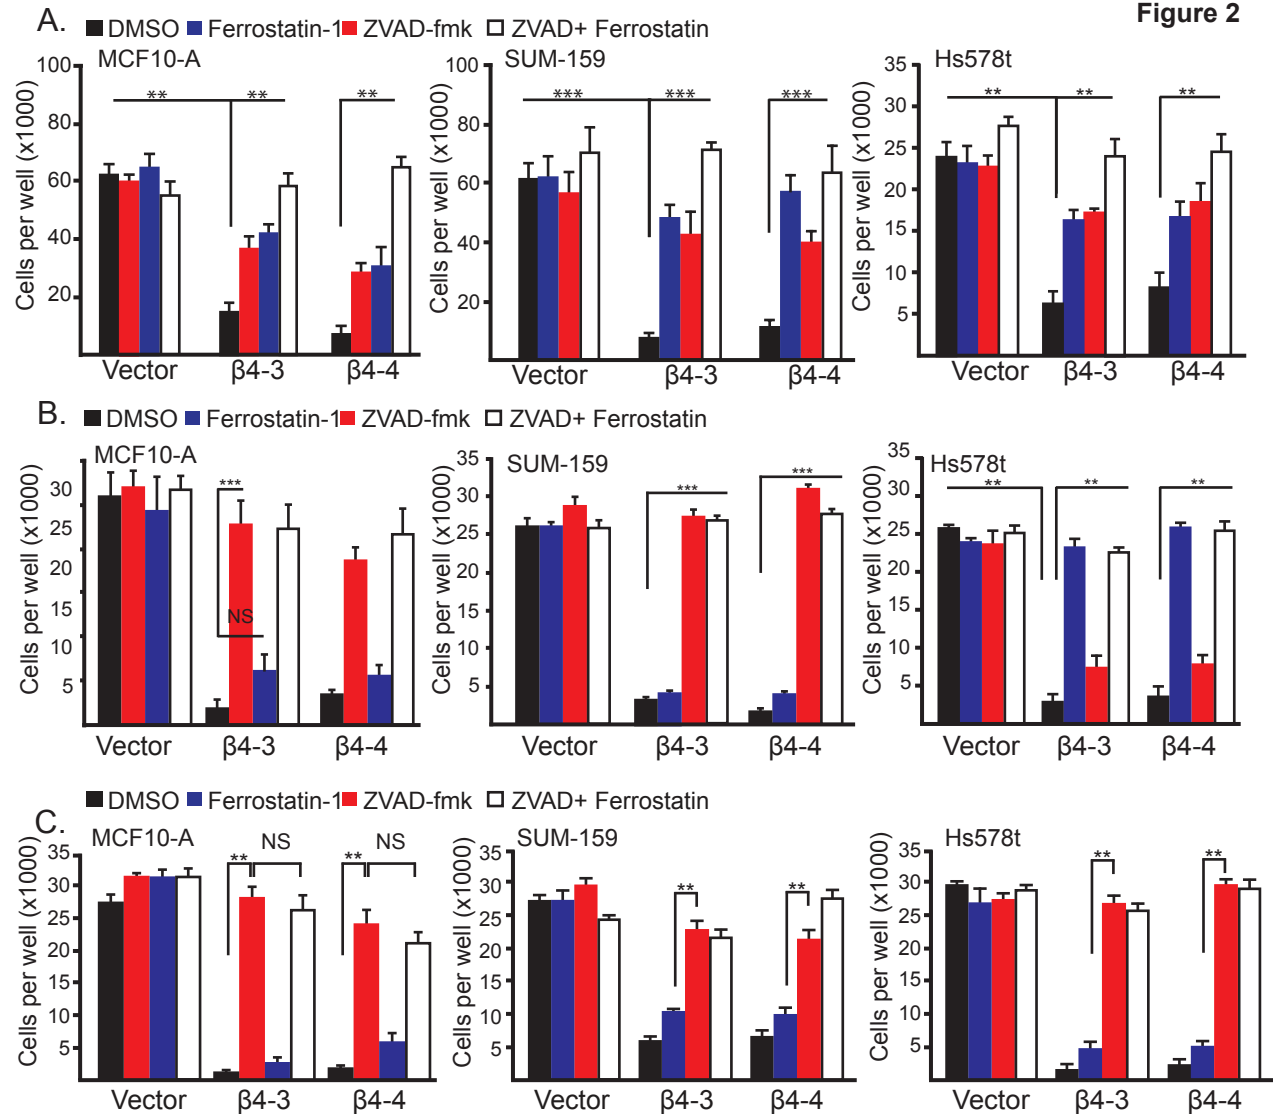 Figure 2
A. DMSO Ferrostatin-1 ZVAD-fmk ZVAD+ Ferrostatin
MCF10-A
Cells per well (x1000)
100
80
60
40
20
** ** **
Vector β4-3 β4-4
SUM-159
Cells per well (x1000)
100
80
60
40
20
*** *** ***
Vector β4-3 β4-4
Hs578t
Cells per well (x1000)
35
30
25
20
15
10
5
** ** **
Vector β4-3 β4-4
B. DMSO Ferrostatin-1 ZVAD-fmk ZVAD+ Ferrostatin
MCF10-A
Cells per well (x1000)
30
25
20
15
10
5
***
NS
Vector β4-3 β4-4
SUM-159
Cells per well (x1000)
35
30
25
20
15
10
5
*** ***
Vector β4-3 β4-4
Hs578t
Cells per well (x1000)
35
30
25
20
15
10
5
** ** **
Vector β4-3 β4-4
C. DMSO Ferrostatin-1 ZVAD-fmk ZVAD+ Ferrostatin
MCF10-A
Cells per well (x1000)
35
30
25
20
15
10
5
** NS ** NS
Vector β4-3 β4-4
SUM-159
Cells per well (x1000)
35
30
25
20
15
10
5
** **
Vector β4-3 β4-4
Hs578t
Cells per well (x1000)
35
30
25
20
15
10
5
** **
Vector β4-3 β4-4